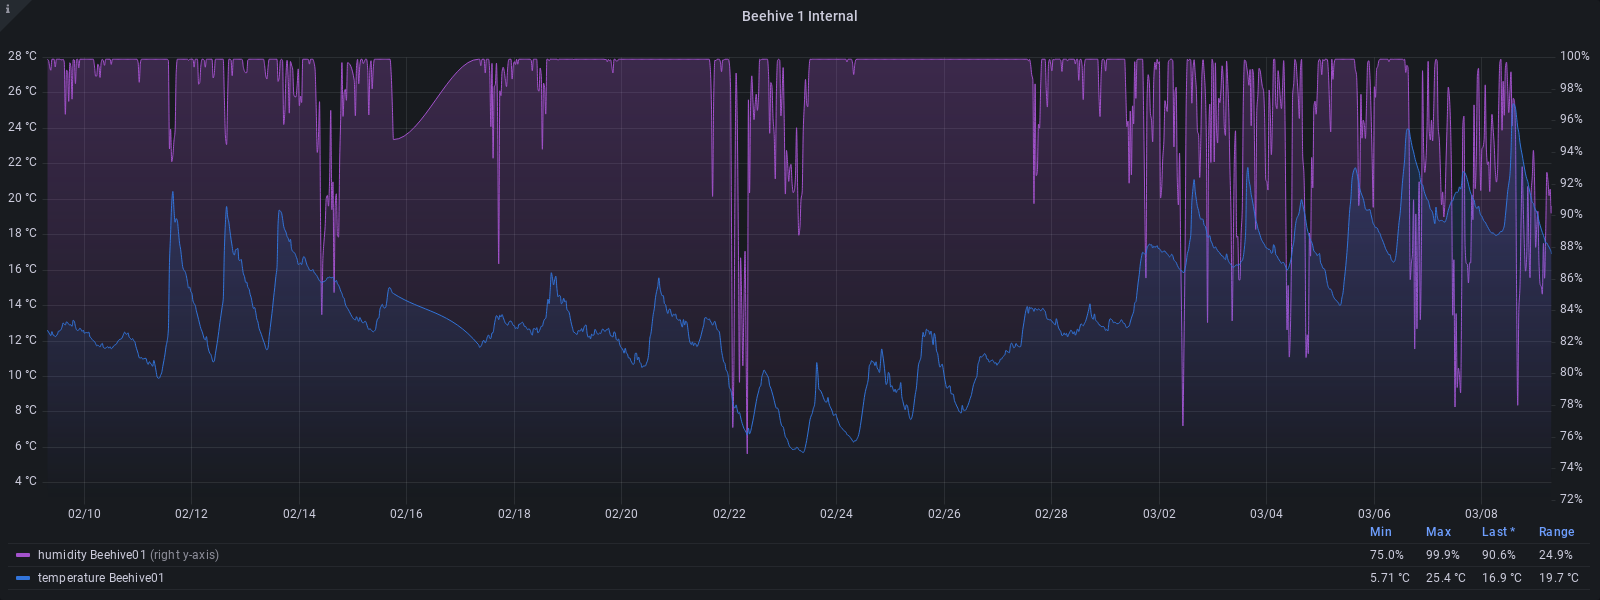 i
Beehive 1 Internal
28 °C 100%
26 °C 98%
24 °C 96%
22 °C 94%
20 °C 92%
18 °C 90%
16 °C 88%
14 °C 86%
12 °C 84%
10 °C 82%
8 °C 80%
6 °C 78%
4 °C 76%
74%
72%
02/10 02/12 02/14 02/16 02/18 02/20 02/22 02/24 02/26 02/28 03/02 03/04 03/06 03/08
Min Max Last * Range
humidity Beehive01 (right y-axis) 75.0% 99.9% 90.6% 24.9%
temperature Beehive01 5.71 °C 25.4 °C 16.9 °C 19.7 °C